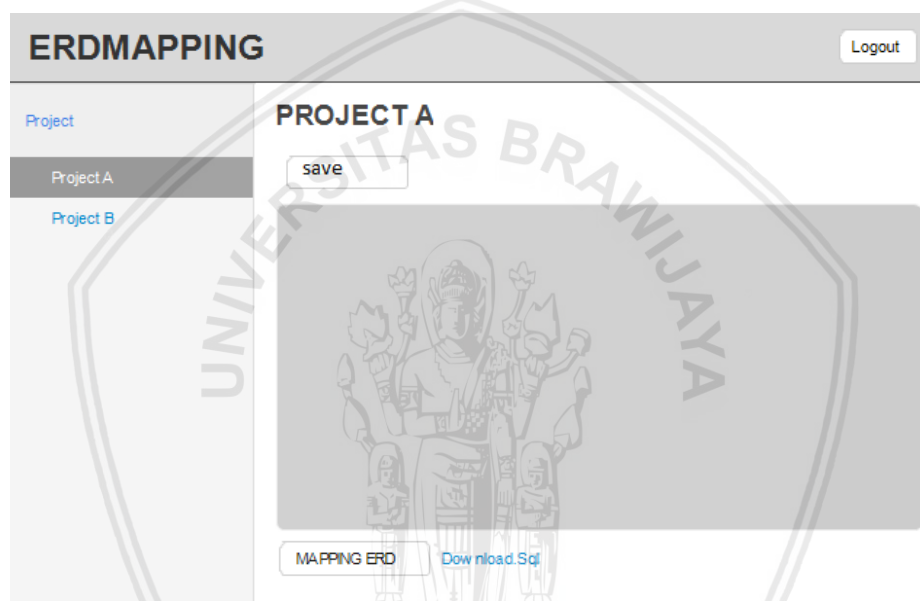 ERDMAPPING
Logout
Project
Project A
Project B
PROJECT A
save
MAPPING ERD
Download.Sql
UNIVERSITAS BRAWIJAYA